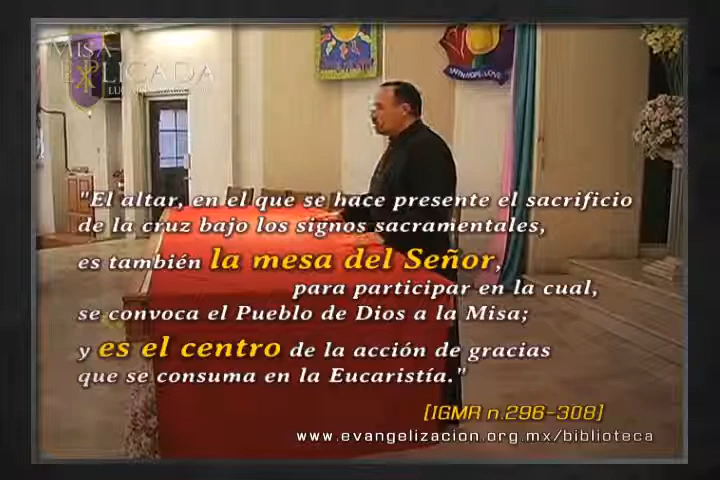 MISA
EXPLICADA
"El altar, en el que se hace presente el sacrificio
de la cruz bajo los signos sacramentales,
es también la mesa del Señor,
para participar en la cual,
se convoca el Pueblo de Dios a la Misa;
y es el centro de la acción de gracias
que se consuma en la Eucaristía."
[IGMR n.296-308]
www.evangelizacion.org.mx/biblioteca